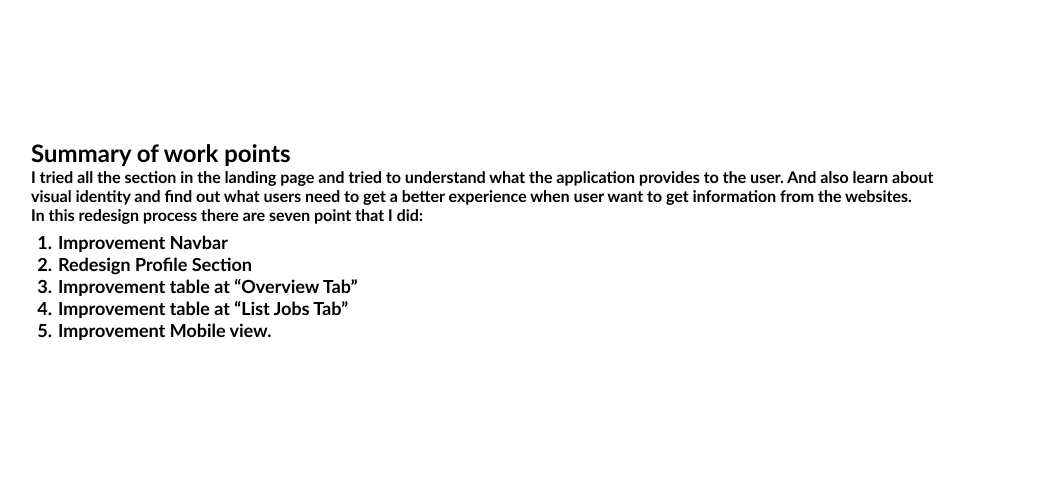 Summary of work points
I tried all the section in the landing page and tried to understand what the application provides to the user. And also learn about
visual identity and find out what users need to get a better experience when user want to get information from the websites.
In this redesign process there are seven point that I did:
1. Improvement Navbar
2. Redesign Profile Section
3. Improvement table at “Overview Tab”
4. Improvement table at “List Jobs Tab”
5. Improvement Mobile view.